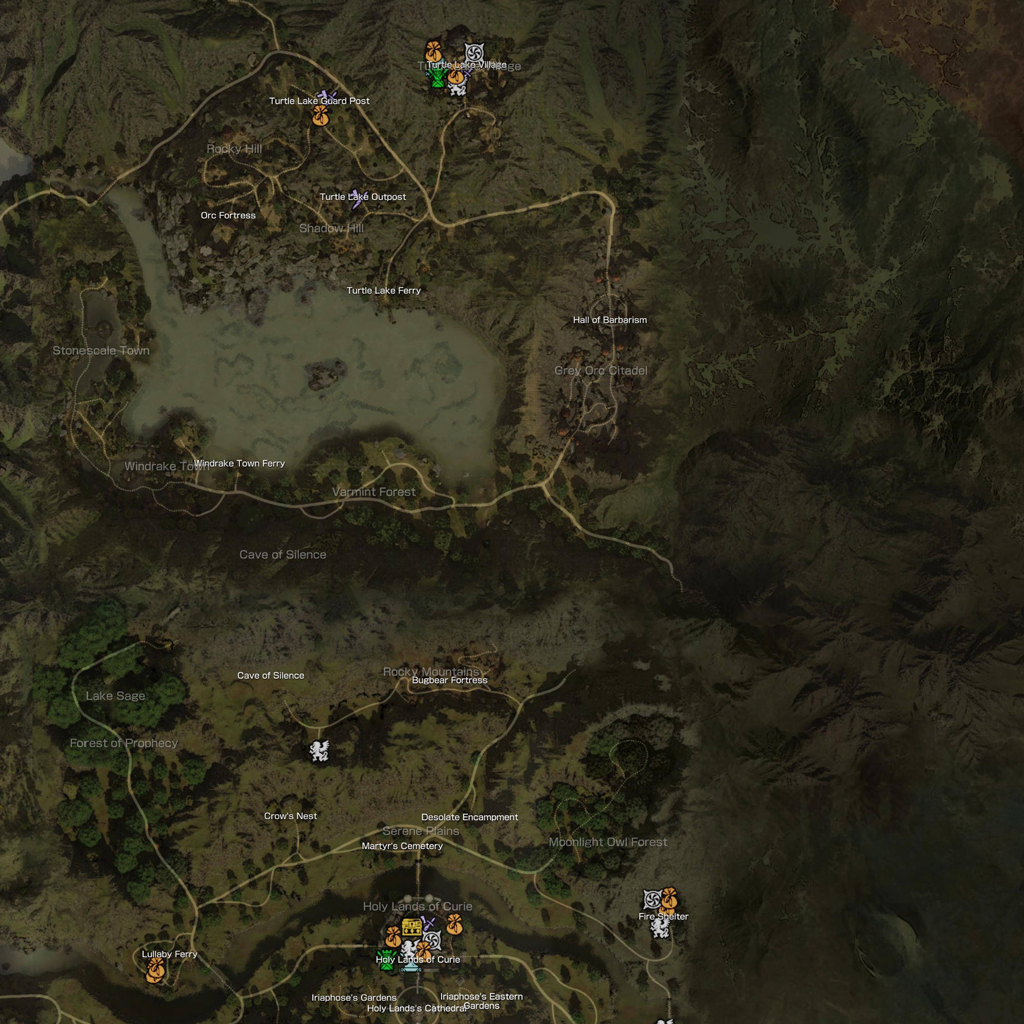 Turtle Lake Village
Turtle Lake Guard Post
Rocky Hill
Turtle Lake Outpost
Orc Fortress
Shadow Hill
Turtle Lake Ferry
Hall of Barbarism
Stonescale Town
Grey Orc Citadel
Windrake Town
Windrake Town Ferry
Varmint Forest
Cave of Silence
Rocky Mountains
Cave of Silence
Bugbear Fortress
Lake Sage
Forest of Prophecy
Crow's Nest
Desolate Encampment
Serene Plains
Martyr's Cemetery
Moonlight Owl Forest
Holy Lands of Curie
Fire Shelter
Lullaby Ferry
Holy Lands of Curie
Iriaphose's Gardens
Iriaphose's Eastern
Gardens
Holy Lands's Cathedral